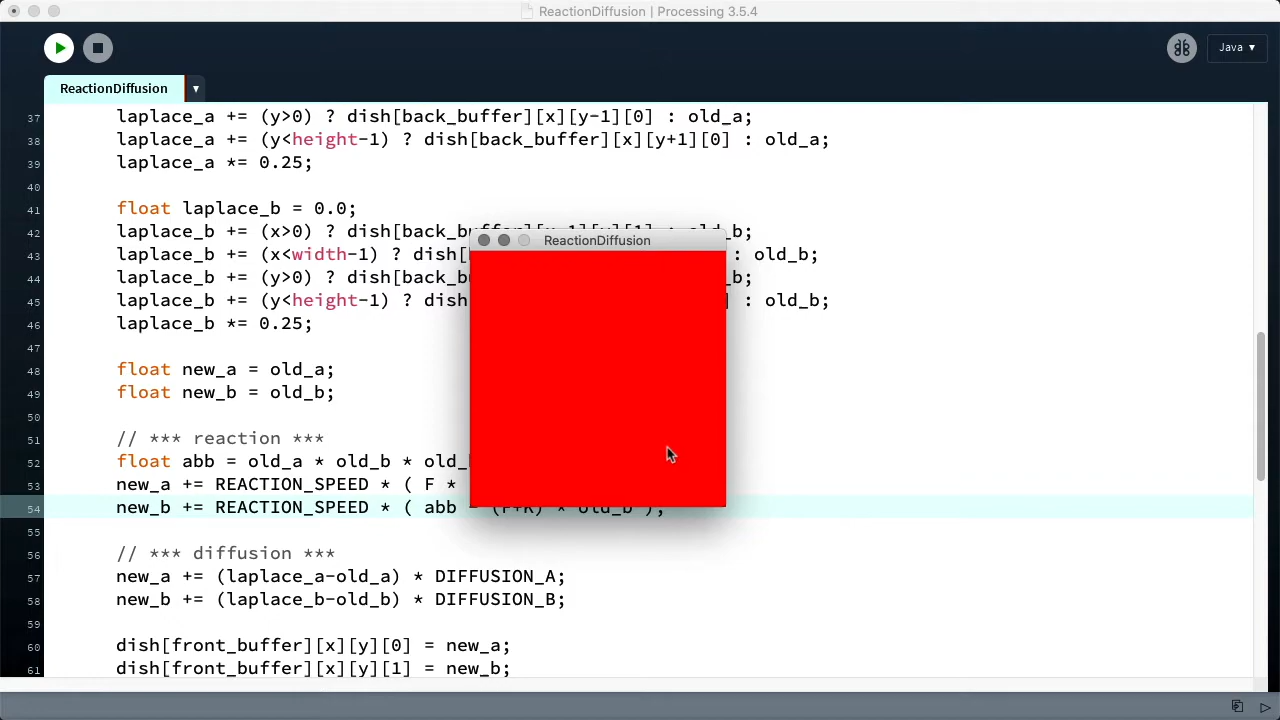 ReactionDiffusion | Processing 3.5.4
Java ▼
ReactionDiffusion ▼
37 laplace_a += (y>0) ? dish[back_buffer][x][y-1][0] : old_a;
38 laplace_a += (y<height-1) ? dish[back_buffer][x][y+1][0] : old_a;
39 laplace_a *= 0.25;
40
41 float laplace_b = 0.0;
42 laplace_b += (x>0) ? dish[back_buffer][x-1][y][1] : old_b;
43 laplace_b += (x<width-1) ? dish[ : old_b;
44 laplace_b += (y>0) ? dish[back_bu _b;
45 laplace_b += (y<height-1) ? dish : old_b;
46 laplace_b *= 0.25;
47
48 float new_a = old_a;
49 float new_b = old_b;
50
51 // *** reaction ***
52 float abb = old_a * old_b * old_
53 new_a += REACTION_SPEED * ( F *
54 new_b += REACTION_SPEED * ( abb - (F+K) * old_b );
55
56 // *** diffusion ***
57 new_a += (laplace_a-old_a) * DIFFUSION_A;
58 new_b += (laplace_b-old_b) * DIFFUSION_B;
59
60 dish[front_buffer][x][y][0] = new_a;
61 dish[front_buffer][x][y][1] = new_b;
ReactionDiffusion